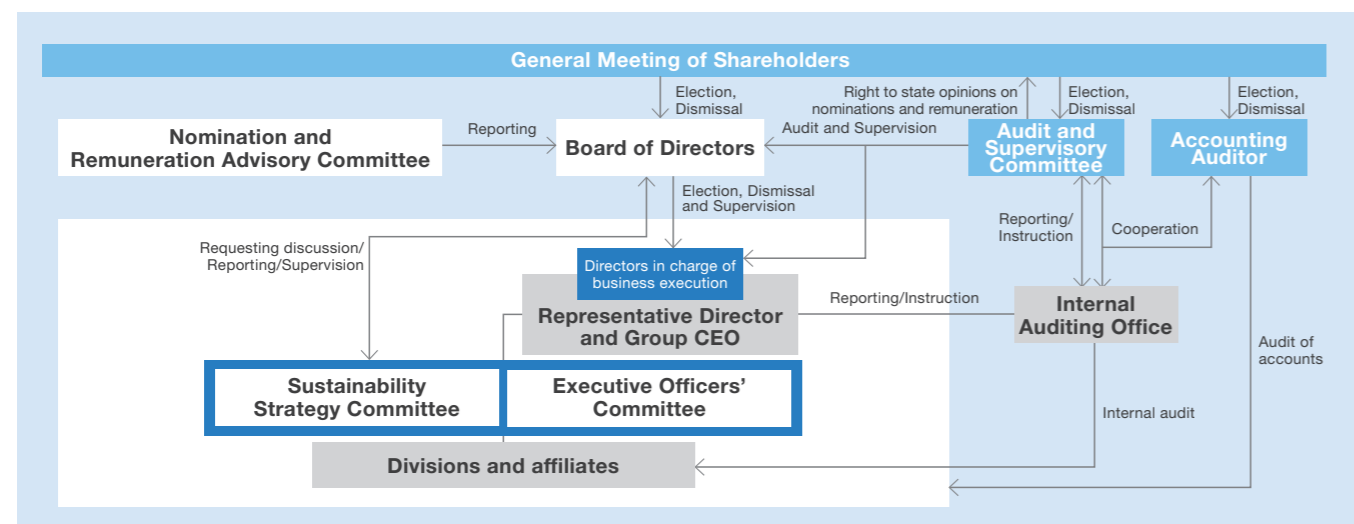 General Meeting of Shareholders
Election,
Dismissal
Right to state opinions on
nominations and remuneration
Election,
Dismissal
Election,
Dismissal
Nomination and
Remuneration Advisory Committee
Reporting
Board of Directors
Audit and Supervision
Audit and
Supervisory
Committee
Accounting
Auditor
Election, Dismissal
and Supervision
Requesting discussion/
Reporting/Supervision
Reporting/
Instruction
Cooperation
Directors in charge of
business execution
Representative Director
and Group CEO
Reporting/Instruction
Internal
Auditing Office
Audit of
accounts
Sustainability
Strategy Committee
Executive Officers’
Committee
Internal audit
Divisions and affiliates